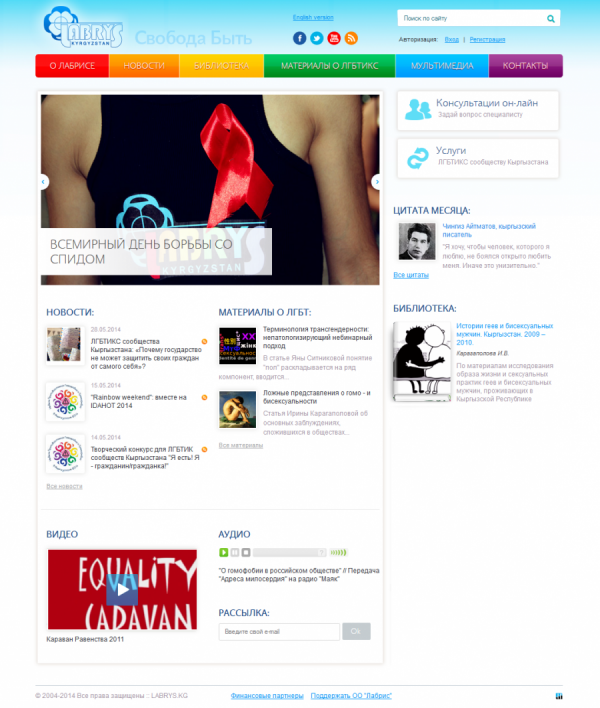 LABRYS
KYRGYZSTAN
Свобода Быть
English version
Поиск по сайту
Авторизация: Вход | Регистрация
О ЛАБРИСЕ
НОВОСТИ
БИБЛИОТЕКА
МАТЕРИАЛЫ О ЛГБТИКС
МУЛЬТИМЕДИА
КОНТАКТЫ
LABRYS
KYRGYZSTAN
ВСЕМИРНЫЙ ДЕНЬ БОРЬБЫ СО
СПИДОМ
Консультации он-лайн
Задай вопрос специалисту
Услуги
ЛГБТИКС сообществу Кыргызстана
ЦИТАТА МЕСЯЦА:
Чингиз Айтматов, кыргызский
писатель
"Я хочу, чтобы человек, которого я
люблю, не боялся открыто любить
меня. Иначе это унизительно."
Все цитаты
БИБЛИОТЕКА:
Истории геев и бисексуальных
мужчин. Кыргызстан. 2009 –
2010.
Карагаполова И.В.
По материалам исследования
образа жизни и сексуальных
практик геев и бисексуальных
мужчин, проживающих в
Кыргызской Республике
НОВОСТИ:
28.05.2014
ЛГБТИКС сообщества
Кыргызстана: «Почему государство
не может защитить своих граждан
от самого себя»?
15.05.2014
"Rainbow weekend": вместе на
IDAHOT 2014
14.05.2014
Творческий конкурс для ЛГБТИК
сообществ Кыргызстана "Я есть! Я
- гражданин/гражданка!"
Все новости
МАТЕРИАЛЫ О ЛГБТ:
Терминология трансгендерности:
непатологизирующий небинарный
подход
В статье Яны Ситниковой понятие
"пол" раскладывается на ряд
компонент, вводится...
Ложные представления о гомо - и
бисексуальности
Статья Ирины Карагаполовой об
основных заблуждениях,
сложившихся в обществах...
Все материалы
ВИДЕО
EQUALITY
CARAVAN
Караван Равенства 2011
АУДИО
"О гомофобии в российском обществе" // Передача
"Адреса милосердия" на радио "Маяк"
РАССЫЛКА:
Введите свой e-mail
Ok
© 2004-2014 Все права защищены :: LABRYS.KG
Финансовые партнеры
Поддержать ОО "Лабрис"